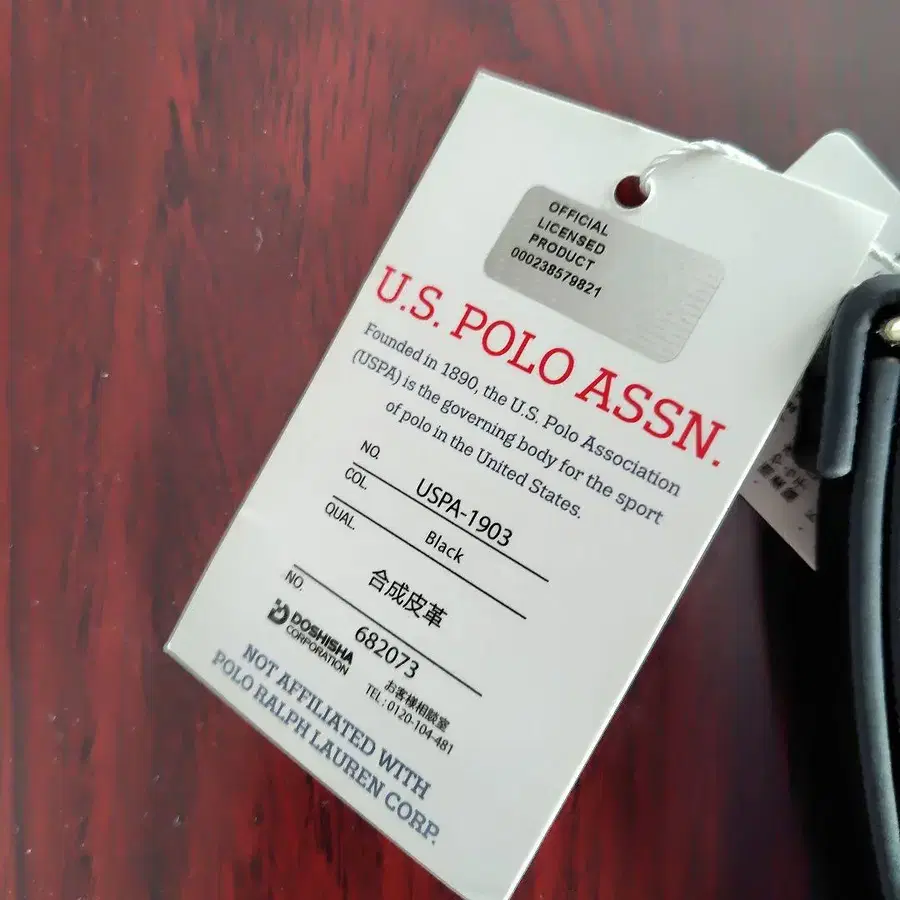 OFFICIAL
LICENSED
PRODUCT
000238579821
U.S. POLO ASSN.
Founded in 1890, the U.S. Polo Association
(USPA) is the governing body for the sport
of polo in the United States.
NO. USPA-1903
COL. Black
QUAL. 合成皮革
NO. 682073
DOSHISHA
CORPORATION
お客様相談室
TEL:0120-104-481
NOT AFFILIATED WITH
POLO RALPH LAUREN CORP.